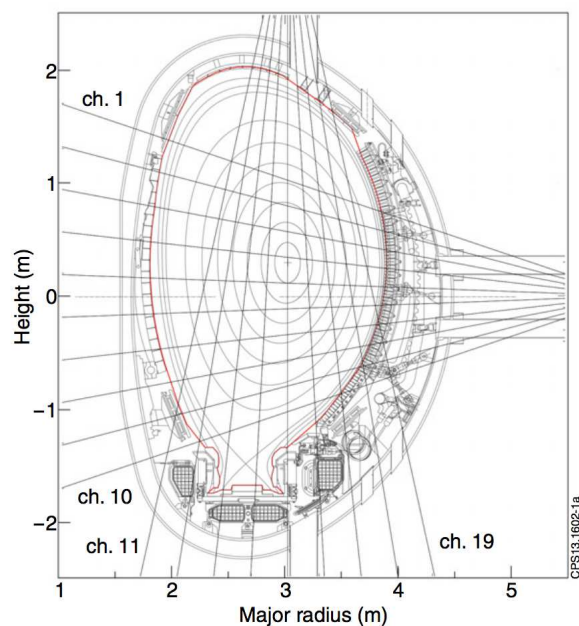 2
ch. 1
1
Height (m)
0
−1
ch. 10
−2
ch. 11
ch. 19
CPS13.1602-1a
1 2 3 4 5
Major radius (m)